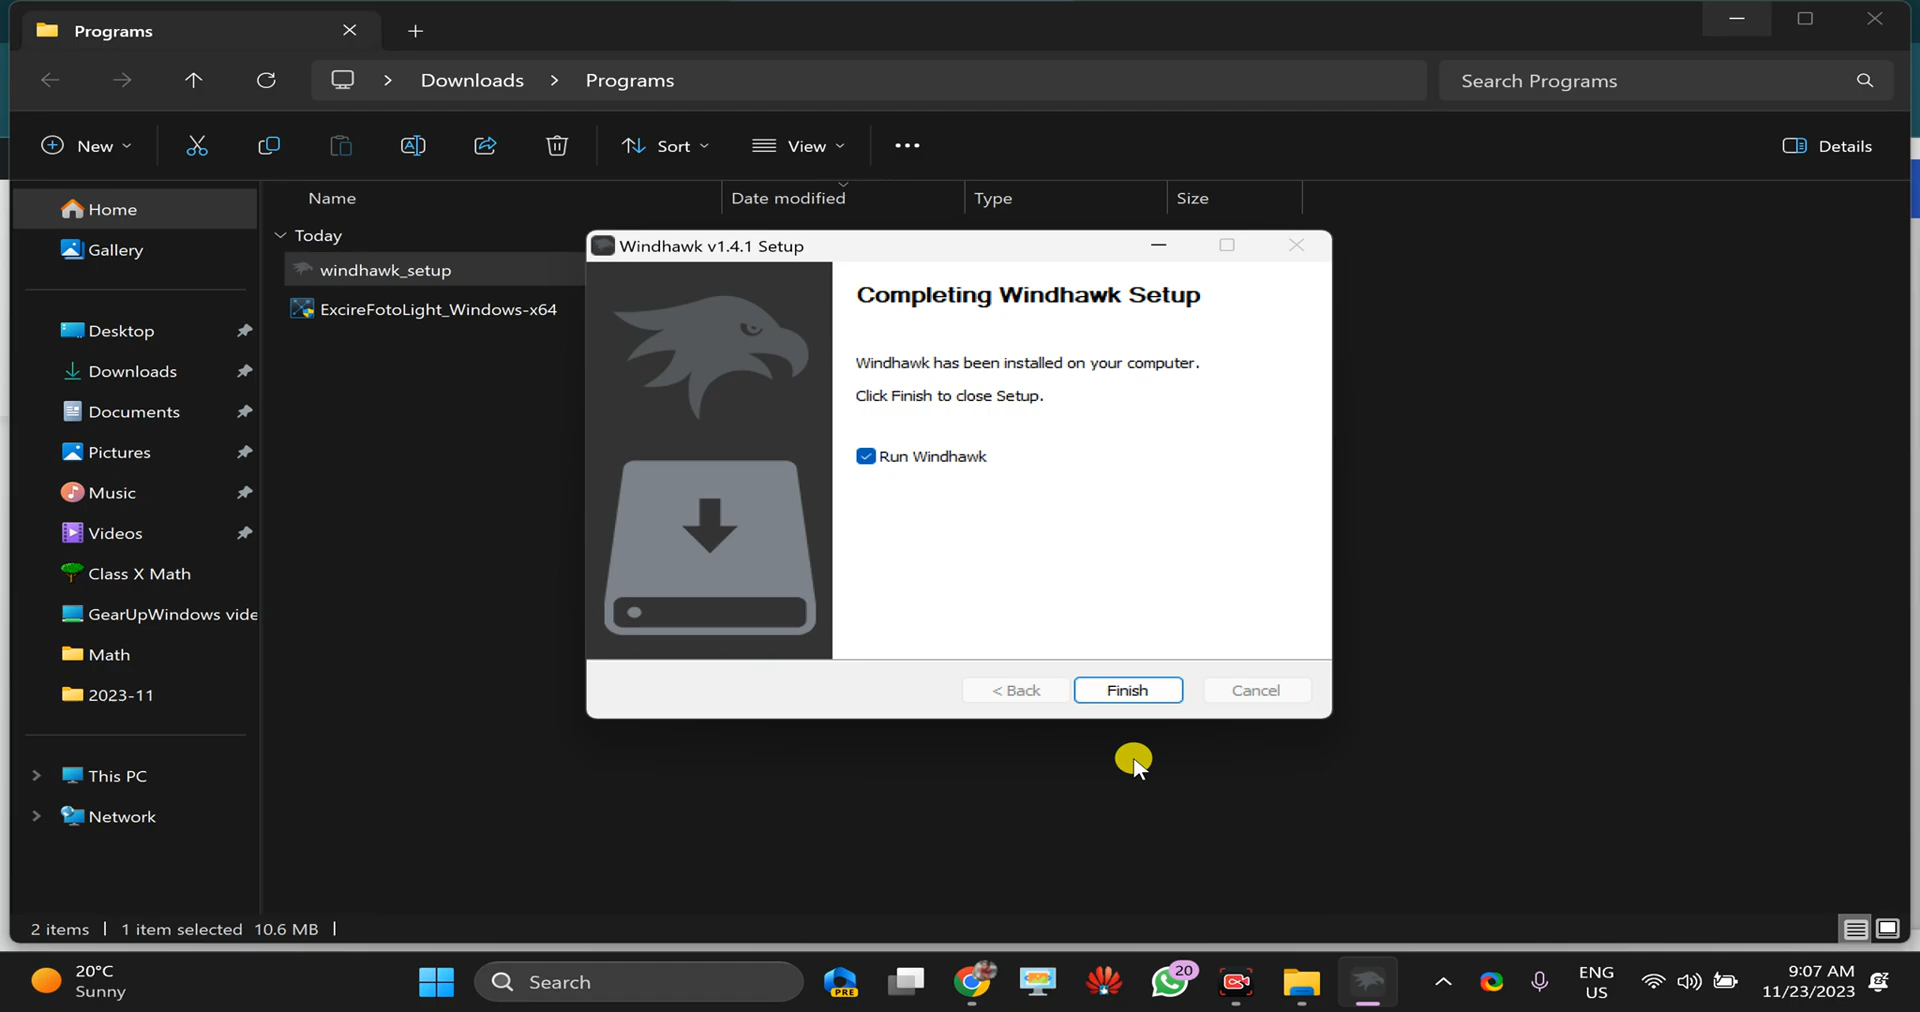 Programs
Downloads
Programs
Search Programs
New
Sort
View
Details
Name
Date modified
Type
Size
Home
Gallery
Desktop
Downloads
Documents
Pictures
Music
Videos
Class X Math
GearUpWindows vide
Math
2023-11
This PC
Network
Today
windhawk_setup
ExcireFotoLight_Windows-x64
Windhawk v1.4.1 Setup
Completing Windhawk Setup
Windhawk has been installed on your computer.
Click Finish to close Setup.
Run Windhawk
< Back
Finish
Cancel
2 items
1 item selected 10.6 MB
20°C
Sunny
Search
PRE
20
ENG
US
9:07 AM
11/23/2023